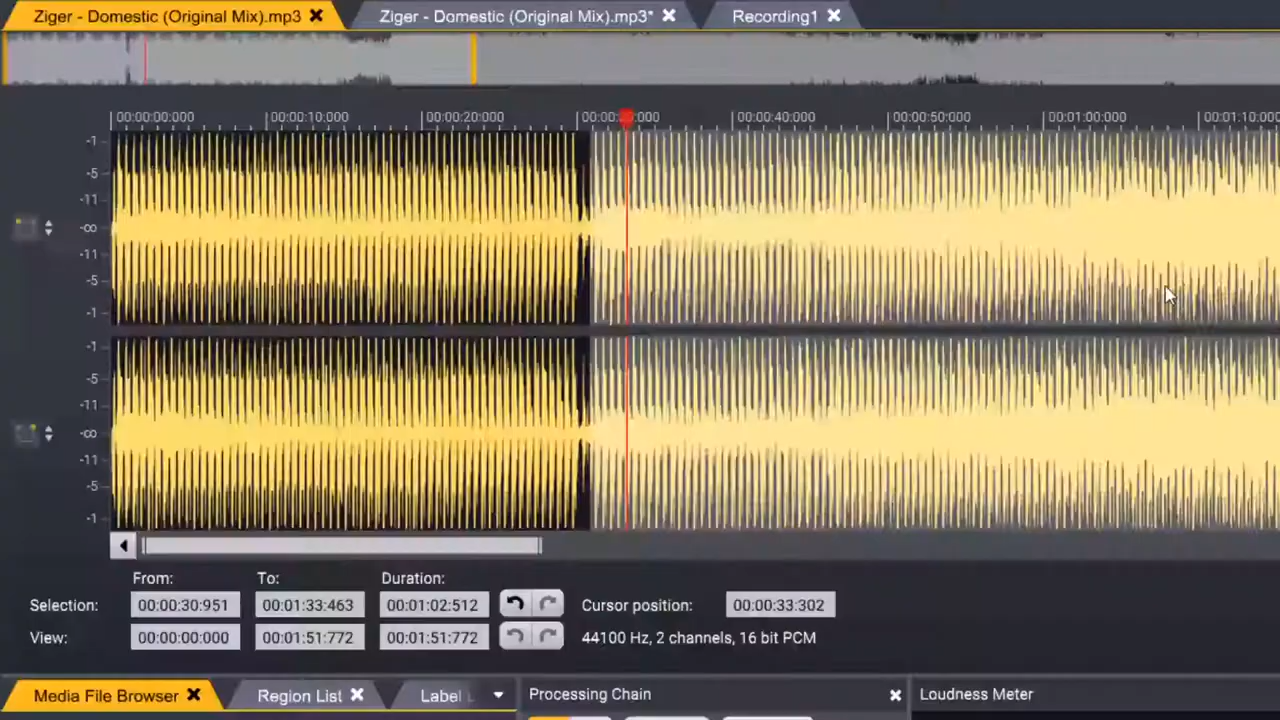 Ziger - Domestic (Original Mix).mp3 Ziger - Domestic (Original Mix).mp3* Recording1
00:00:00:000 00:00:10:000 00:00:20:000 00:00:40:000 00:00:50:000 00:01:00:000 00:01:10:000
-1
-5
-11
-∞
-11
-5
-1
-1
-5
-11
-∞
-11
-5
-1
From: To: Duration:
Selection: 00:00:30:951 00:01:33:463 00:01:02:512 Cursor position: 00:00:33:302
View: 00:00:00:000 00:01:51:772 00:01:51:772 44100 Hz, 2 channels, 16 bit PCM
Media File Browser Region List Label Processing Chain Loudness Meter